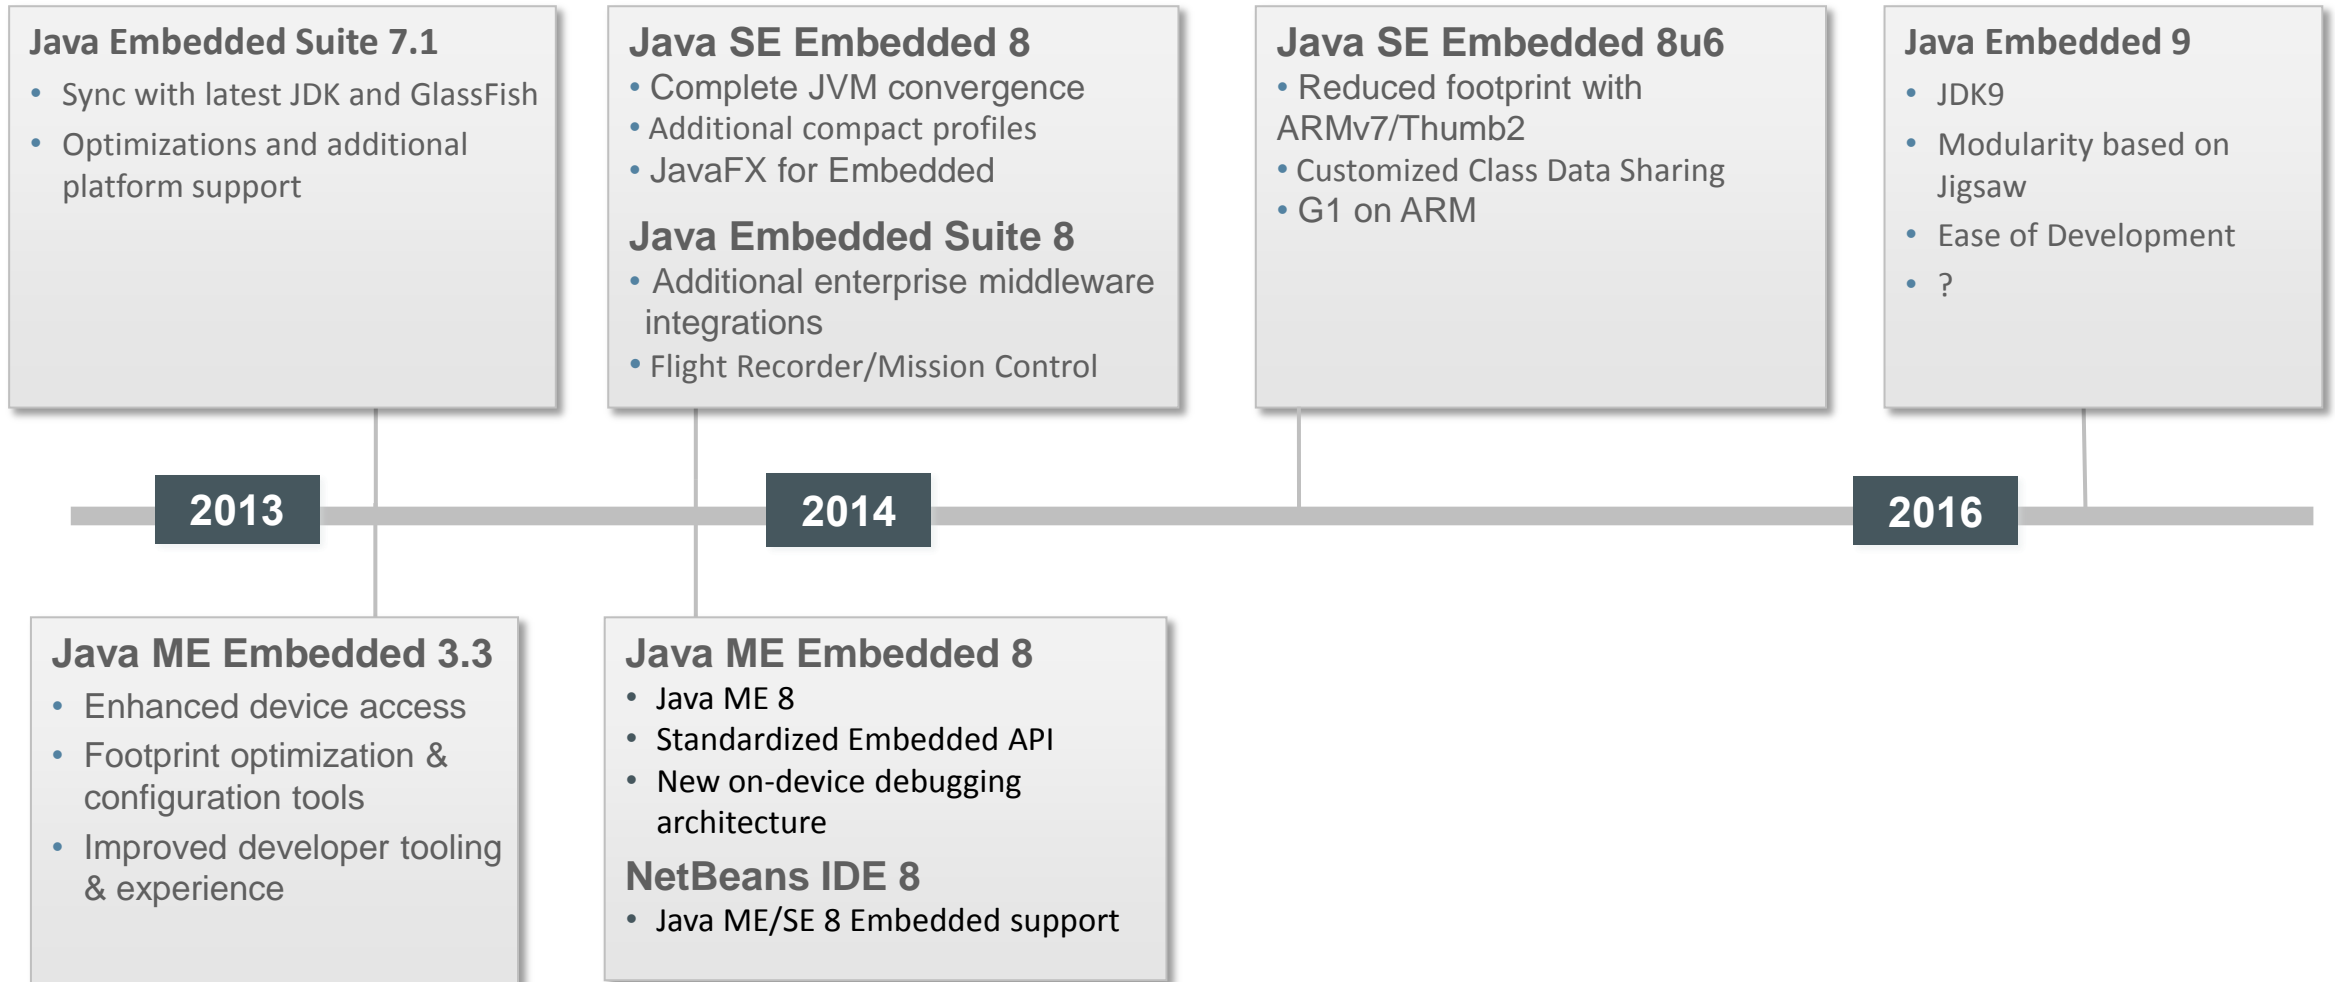 Java Embedded Suite 7.1
• Sync with latest JDK and GlassFish
• Optimizations and additional
platform support
Java SE Embedded 8
• Complete JVM convergence
• Additional compact profiles
• JavaFX for Embedded
Java Embedded Suite 8
• Additional enterprise middleware
integrations
• Flight Recorder/Mission Control
Java SE Embedded 8u6
• Reduced footprint with
ARMv7/Thumb2
• Customized Class Data Sharing
• G1 on ARM
Java Embedded 9
• JDK9
• Modularity based on
Jigsaw
• Ease of Development
• ?
2013
2014
2016
Java ME Embedded 3.3
• Enhanced device access
• Footprint optimization &
configuration tools
• Improved developer tooling
& experience
Java ME Embedded 8
• Java ME 8
• Standardized Embedded API
• New on-device debugging
architecture
NetBeans IDE 8
• Java ME/SE 8 Embedded support